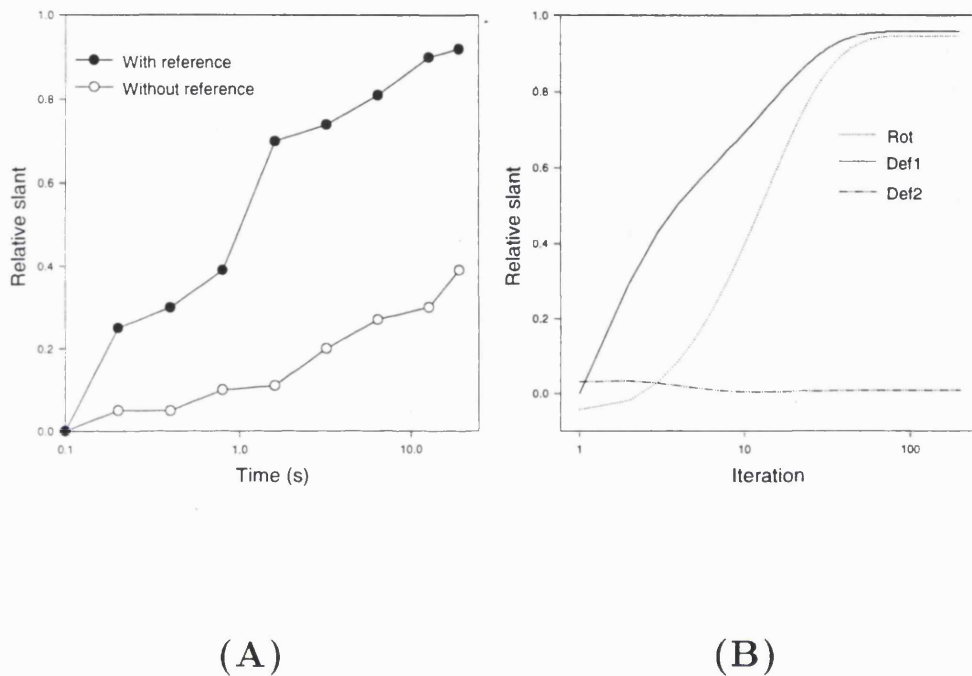 1.0
0.8
0.6
0.4
0.2
0.0
Relative slant
With reference
Without reference
0.1
1.0
10.0
Time (s)
(A)
1.0
0.8
0.6
0.4
0.2
0.0
Relative slant
Rot
Def1
Def2
1
10
100
Iteration
(B)